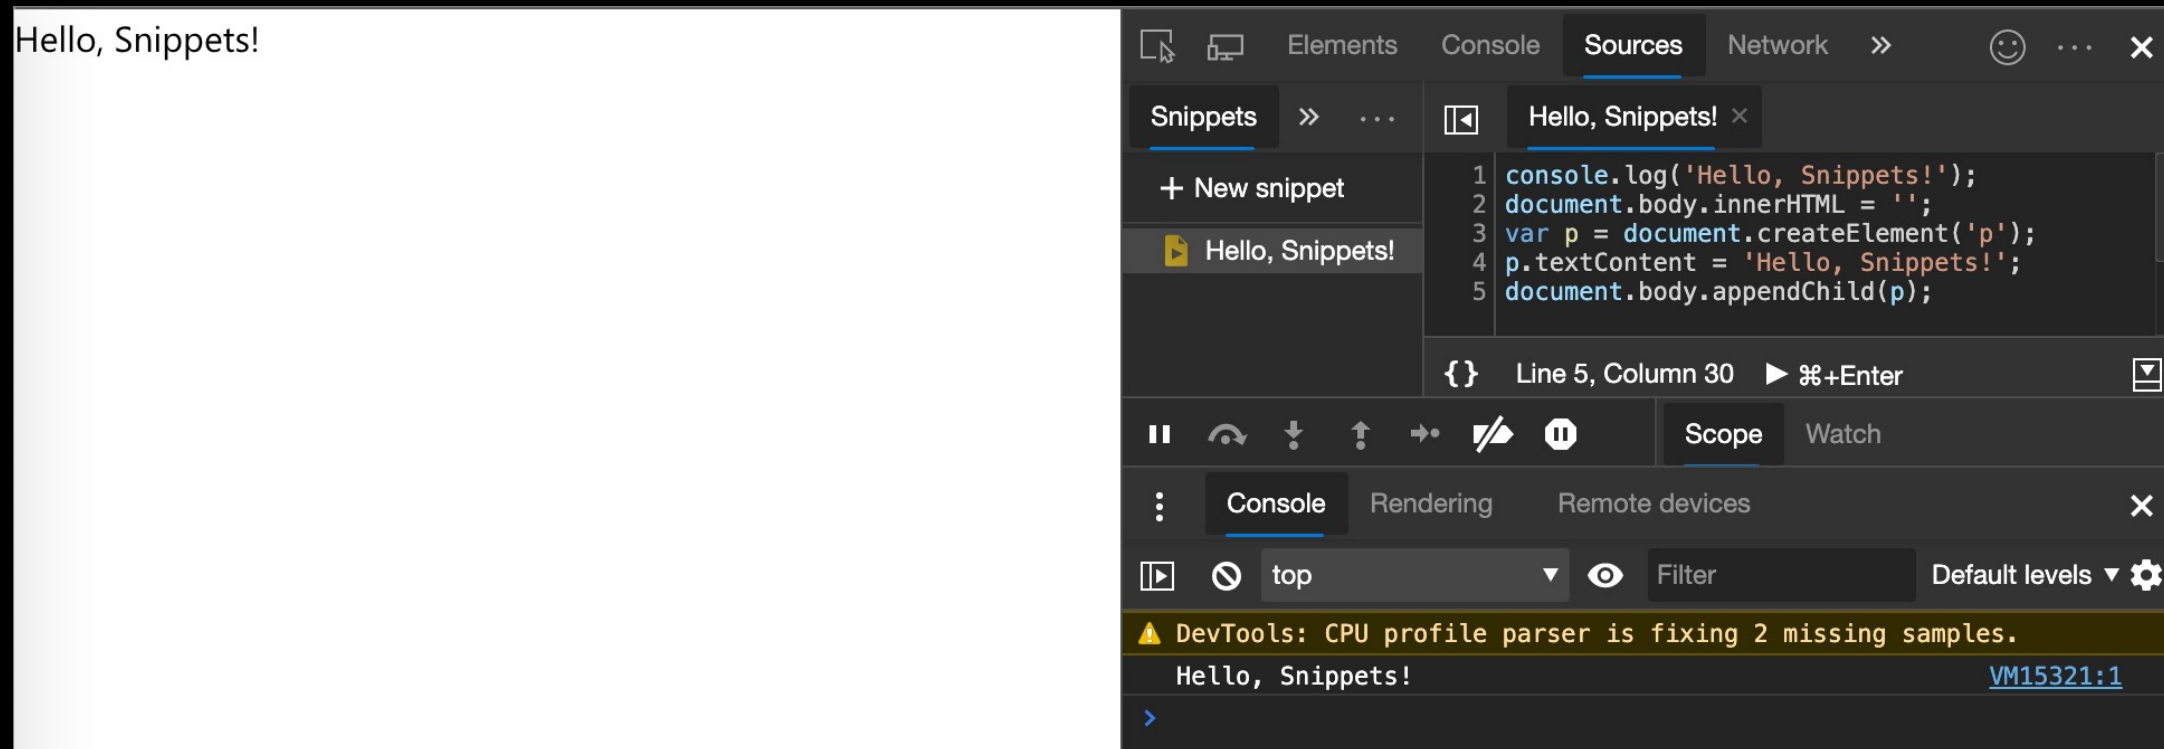 Hello, Snippets!
Elements Console Sources Network »
Snippets » ···
Hello, Snippets! ×
+ New snippet
Hello, Snippets!
1 console.log('Hello, Snippets!');
2 document.body.innerHTML = '';
3 var p = document.createElement('p');
4 p.textContent = 'Hello, Snippets!';
5 document.body.appendChild(p);
{} Line 5, Column 30 ▶ ⌘+Enter
Scope Watch
Console Rendering Remote devices
top ▼ Filter Default levels ▼
DevTools: CPU profile parser is fixing 2 missing samples.
Hello, Snippets! VM15321:1
>